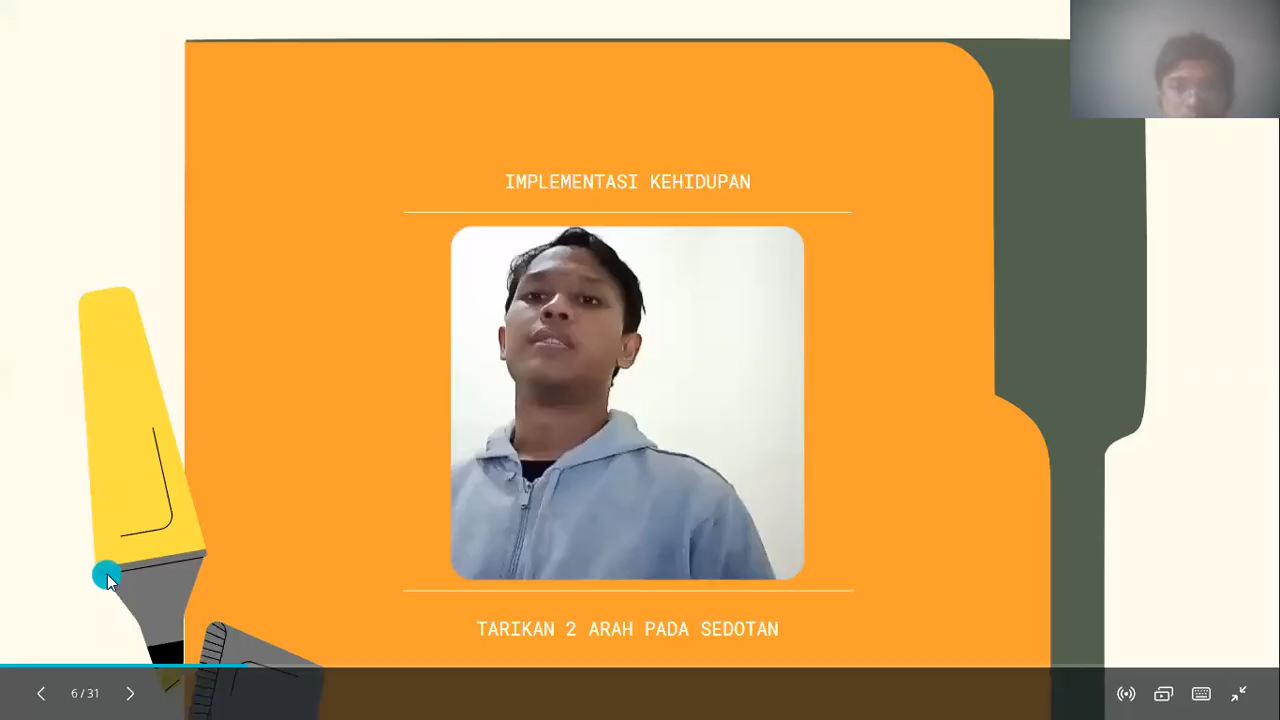 IMPLEMENTASI KEHIDUPAN
TARIKAN 2 ARAH PADA SEDOTAN
6 / 31